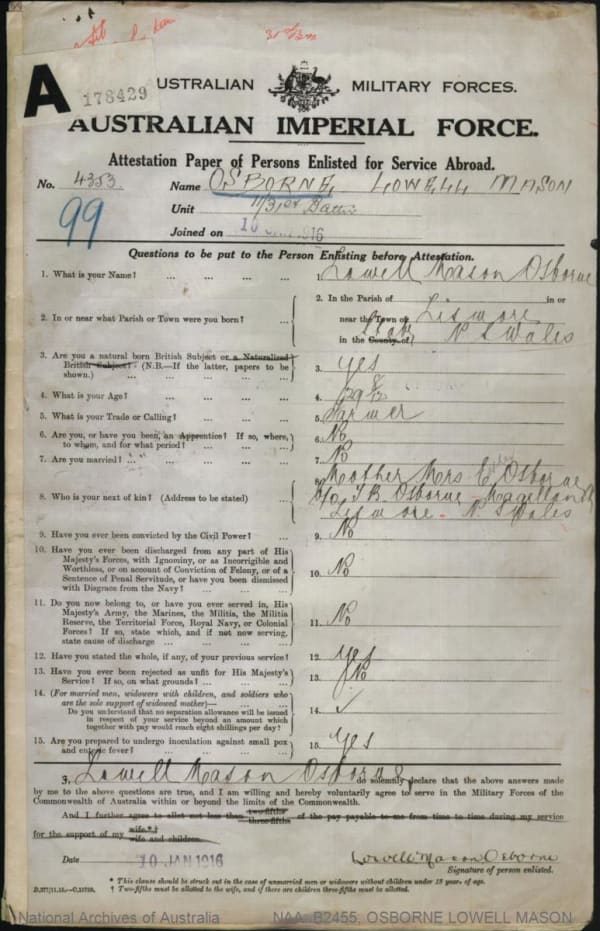 A
178429
USTRALIAN MILITARY FORCES.
AUSTRALIAN IMPERIAL FORCE.
Attestation Paper of Persons Enlisted for Service Abroad.
No. 4353 Name OSBORNE, LOWELL MASON
99
Unit 11/31st Battn
Joined on 10 JAN 1916
Questions to be put to the Person Enlisting before Attestation.
1. What is your Name? ... ... ... ... 1. Lowell Mason Osborne
2. In or near what Parish or Town were you born? ... 2. In the Parish of in or
near the Town of Lismore
in the County of State N S Wales
3. Are you a natural born British Subject or a Naturalized
British Subject? (N.B.—If the latter, papers to be
shown.) ... ... ... ... 3. Yes
4. What is your Age? ... ... ... ... 4. 29 8/12
5. What is your Trade or Calling? ... ... ... 5. Farmer
6. Are you, or have you been, an Apprentice? If so, where,
to whom, and for what period? ... ... ... 6. No
7. Are you married? ... 7. No
8. Who is your next of kin? (Address to be stated) ... 8. Mother Mrs E Osborne
c/o F.B. Osborne - Magellan St
Lismore - N. S Wales
9. Have you ever been convicted by the Civil Power? ... 9. No
10. Have you ever been discharged from any part of His
Majesty's Forces, with Ignominy, or as Incorrigible and
Worthless, or on account of Conviction of Felony, or of a
Sentence of Penal Servitude, or have you been dismissed
with Disgrace from the Navy? ... ... ... 10. No
11. Do you now belong to, or have you ever served in, His
Majesty's Army, the Marines, the Militia, the Militia
Reserve, the Territorial Force, Royal Navy, or Colonial
Forces? If so, state which, and if not now serving,
state cause of discharge ... ... ... ... 11. No
12. Have you stated the whole, if any, of your previous service? 12. Yes
13. Have you ever been rejected as unfit for His Majesty's
Service? If so, on what grounds ... ... ... 13. No
14. (For married men, widowers with children, and soldiers who
are the sole support of widowed mother)—
Do you understand that no separation allowance will be issued
in respect of your service beyond an amount which
together with pay would reach eight shillings per day? 14. ✓
15. Are you prepared to undergo inoculation against small pox
and enteric fever? ... ... ... ... 15. Yes
I, Lowell Mason Osborne do solemnly declare that the above answers made
by me to the above questions are true, and I am willing and hereby voluntarily agree to serve in the Military Forces of the
Commonwealth of Australia within or beyond the limits of the Commonwealth.
And I further agree to allot not less than two-fifths three-fifths of the pay payable to me from time to time during my service
for the support of my wife.*† wife and children.
Date 10 JAN 1916 Lowell Mason Osborne
Signature of person enlisted.
* This clause should be struck out in the case of unmarried men or widowers without children under 18 years of age.
† Two-fifths must be allotted to the wife, and if there are children three-fifths must be allotted.
National Archives of Australia NAA: B2455, OSBORNE LOWELL MASON